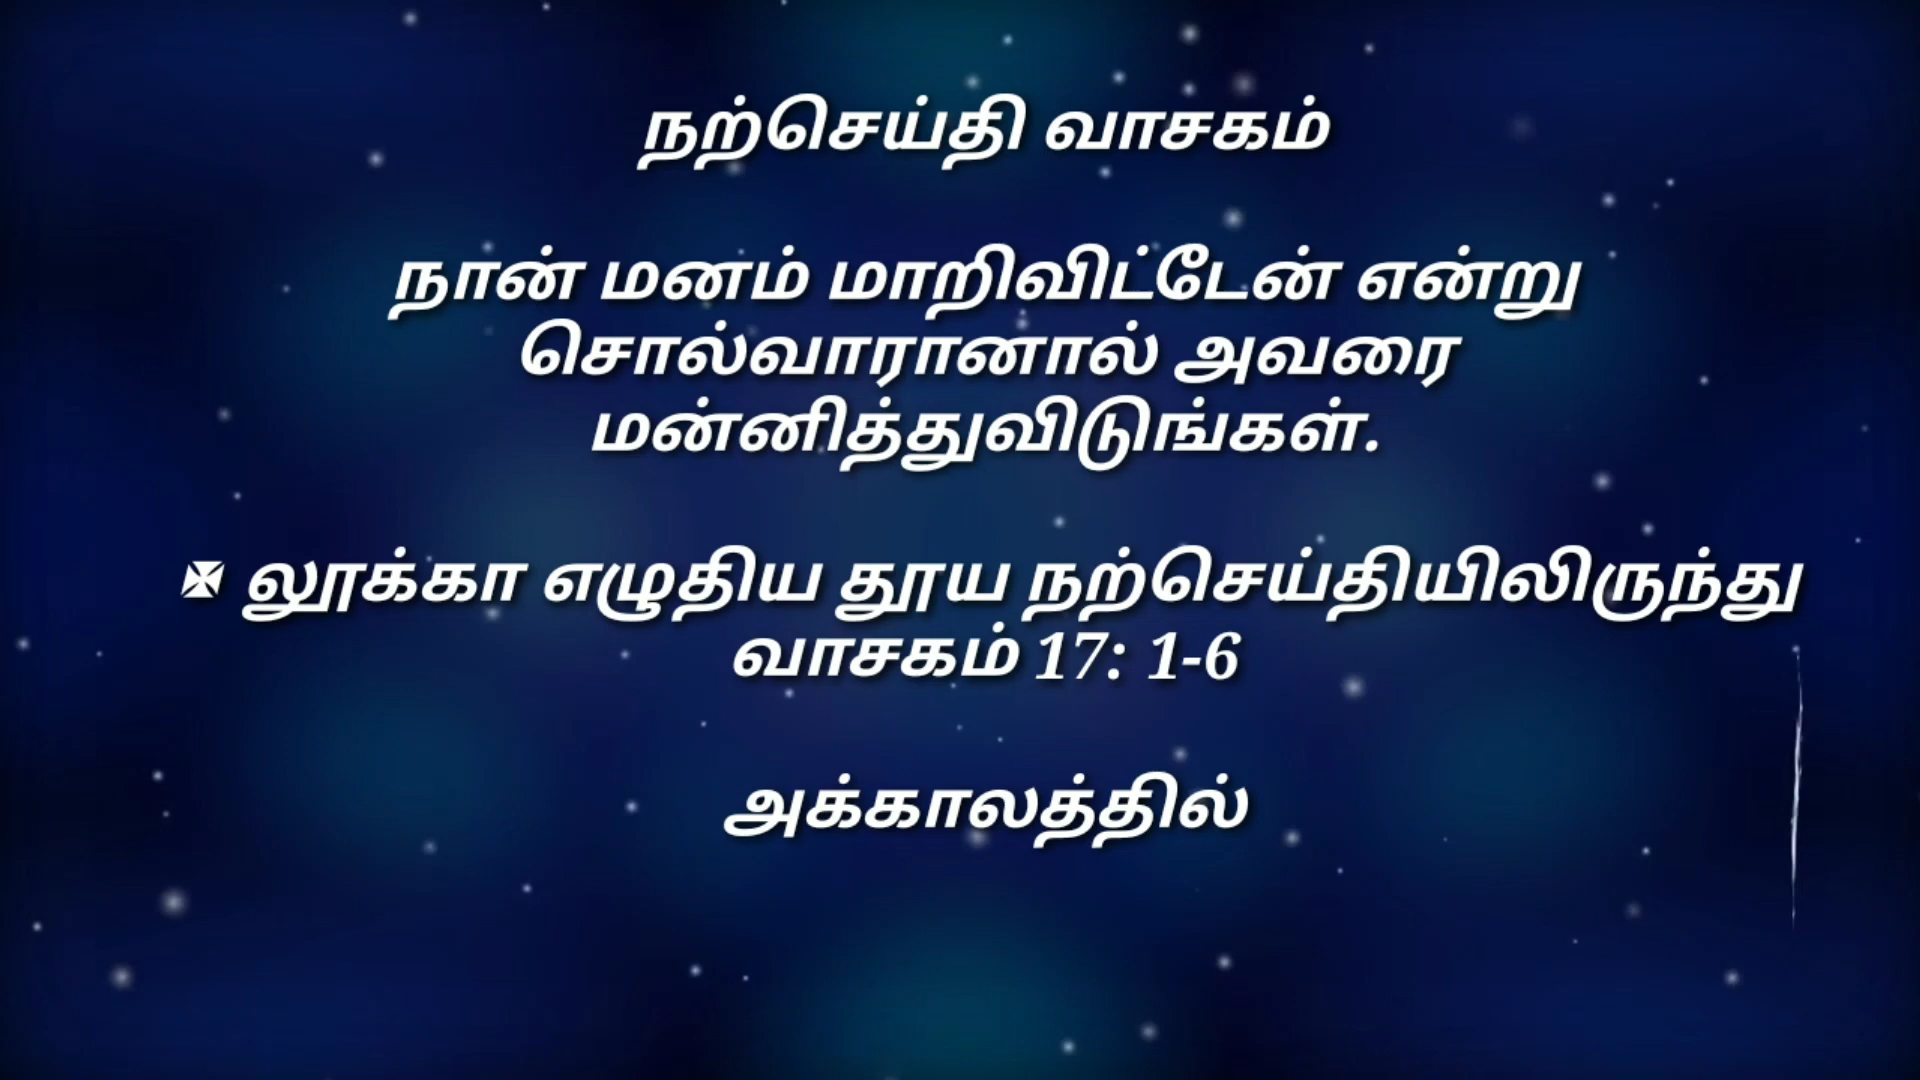 நற்செய்தி வாசகம்
நான் மனம் மாறிவிட்டேன் என்று
சொல்வாரானால் அவரை
மன்னித்துவிடுங்கள்.
✠ லூக்கா எழுதிய தூய நற்செய்தியிலிருந்து
வாசகம் 17: 1-6
அக்காலத்தில்